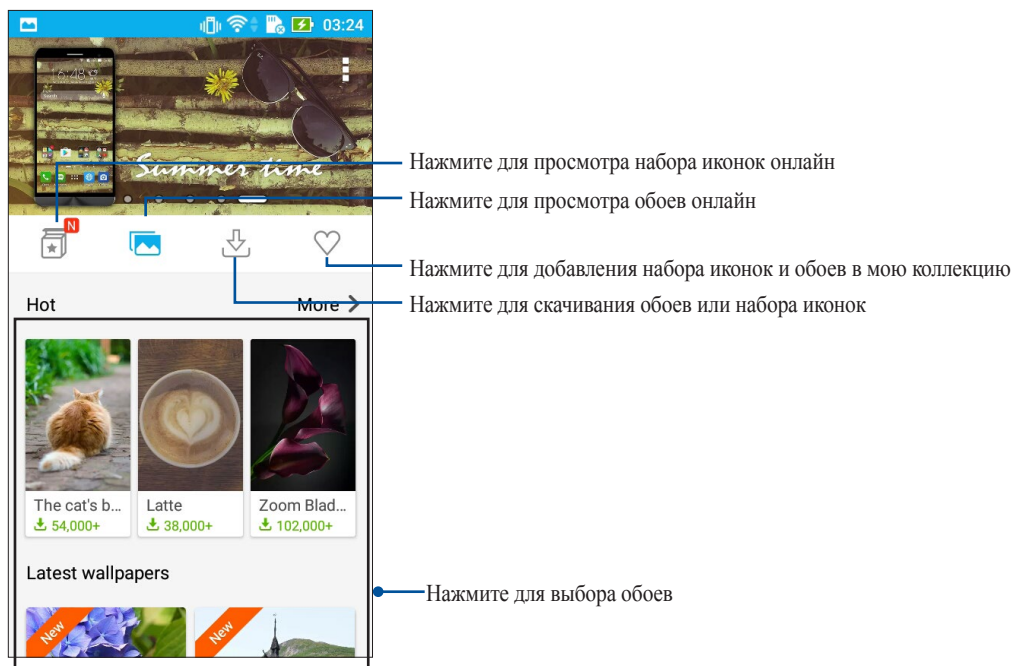 03:24
16:48
Нажмите для просмотра набора иконок онлайн
Summer time
Нажмите для просмотра обоев онлайн
N
Нажмите для добавления набора иконок и обоев в мою коллекцию
Hot
More
Нажмите для скачивания обоев или набора иконок
The cat's b...
Latte
Zoom Blad...
54,000+
38,000+
102,000+
Latest wallpapers
Нажмите для выбора обоев
New
New